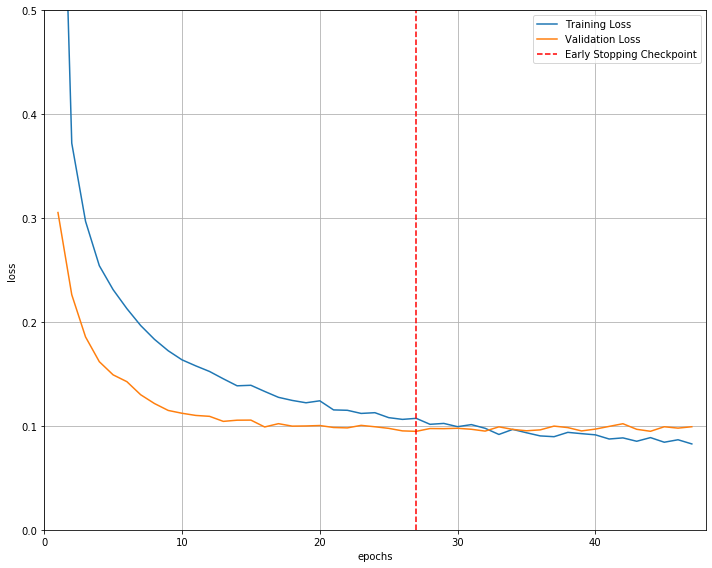 Training Loss
Validation Loss
Early Stopping Checkpoint
0.5
0.4
0.3
0.2
0.1
0.0
loss
0 10 20 30 40
epochs